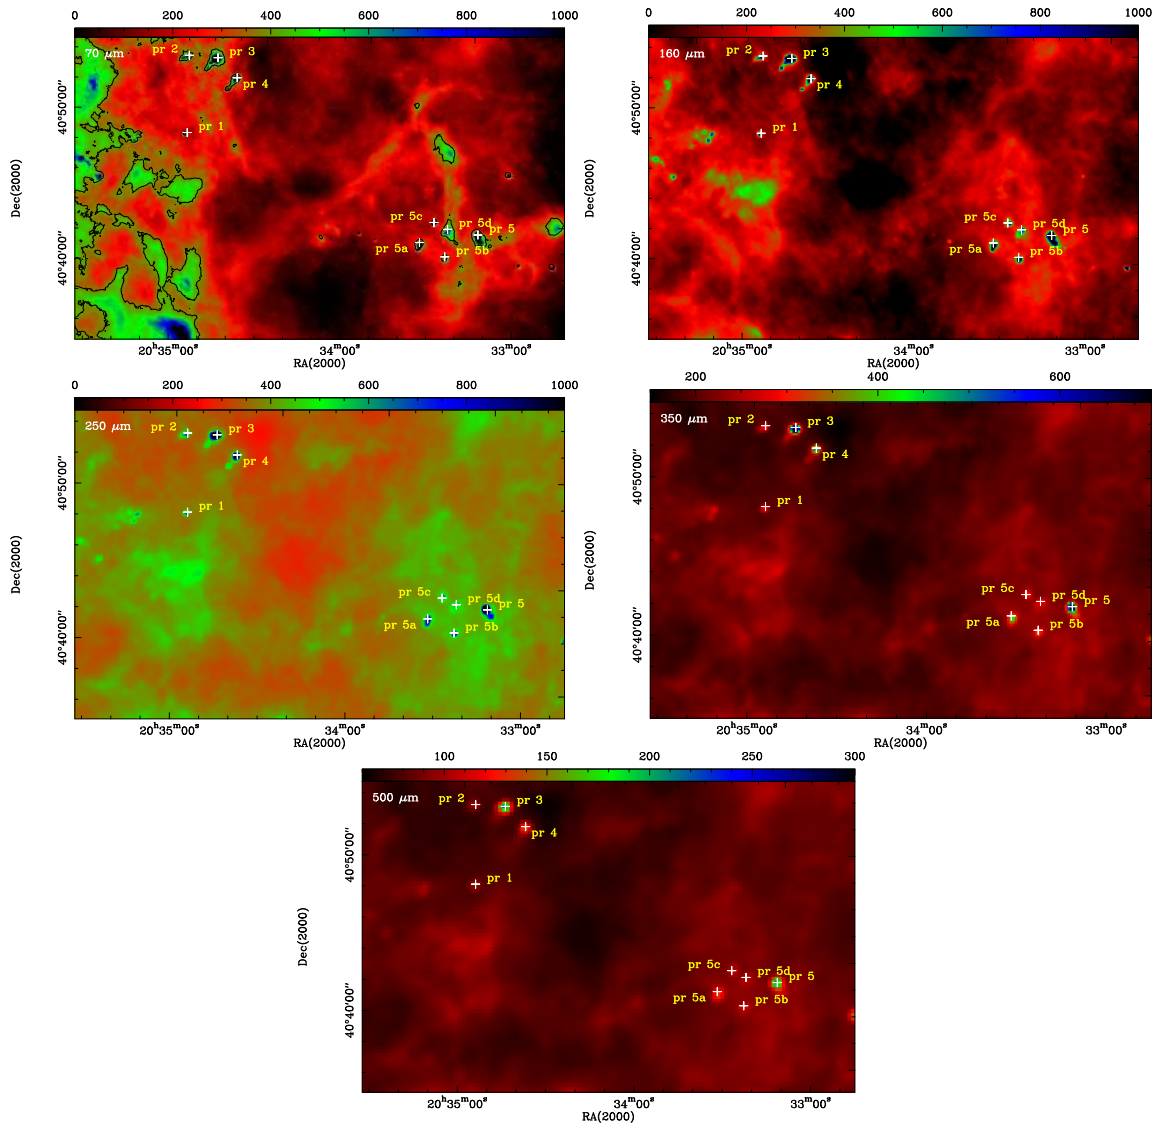 0 200 400 600 800 1000
70 μm
pr 2
pr 3
pr 4
pr 1
pr 5c
pr 5d
pr 5
pr 5a
pr 5b
40°50'00"
40°40'00"
Dec(2000)
20h35m00s 34m00s 33m00s
RA(2000)
0 200 400 600 800 1000
160 μm
pr 2
pr 3
pr 4
pr 1
pr 5c
pr 5d
pr 5
pr 5a
pr 5b
40°50'00"
40°40'00"
Dec(2000)
20h35m00s 34m00s 33m00s
RA(2000)
0 200 400 600 800 1000
250 μm
pr 2
pr 3
pr 4
pr 1
pr 5c
pr 5d
pr 5
pr 5a
pr 5b
40°50'00"
40°40'00"
Dec(2000)
20h35m00s 34m00s 33m00s
RA(2000)
200 400 600
350 μm
pr 2
pr 3
pr 4
pr 1
pr 5c
pr 5d
pr 5
pr 5a
pr 5b
40°50'00"
40°40'00"
Dec(2000)
20h35m00s 34m00s 33m00s
RA(2000)
100 150 200 250 300
500 μm
pr 2
pr 3
pr 4
pr 1
pr 5c
pr 5d
pr 5
pr 5a
pr 5b
40°50'00"
40°40'00"
Dec(2000)
20h35m00s 34m00s 33m00s
RA(2000)